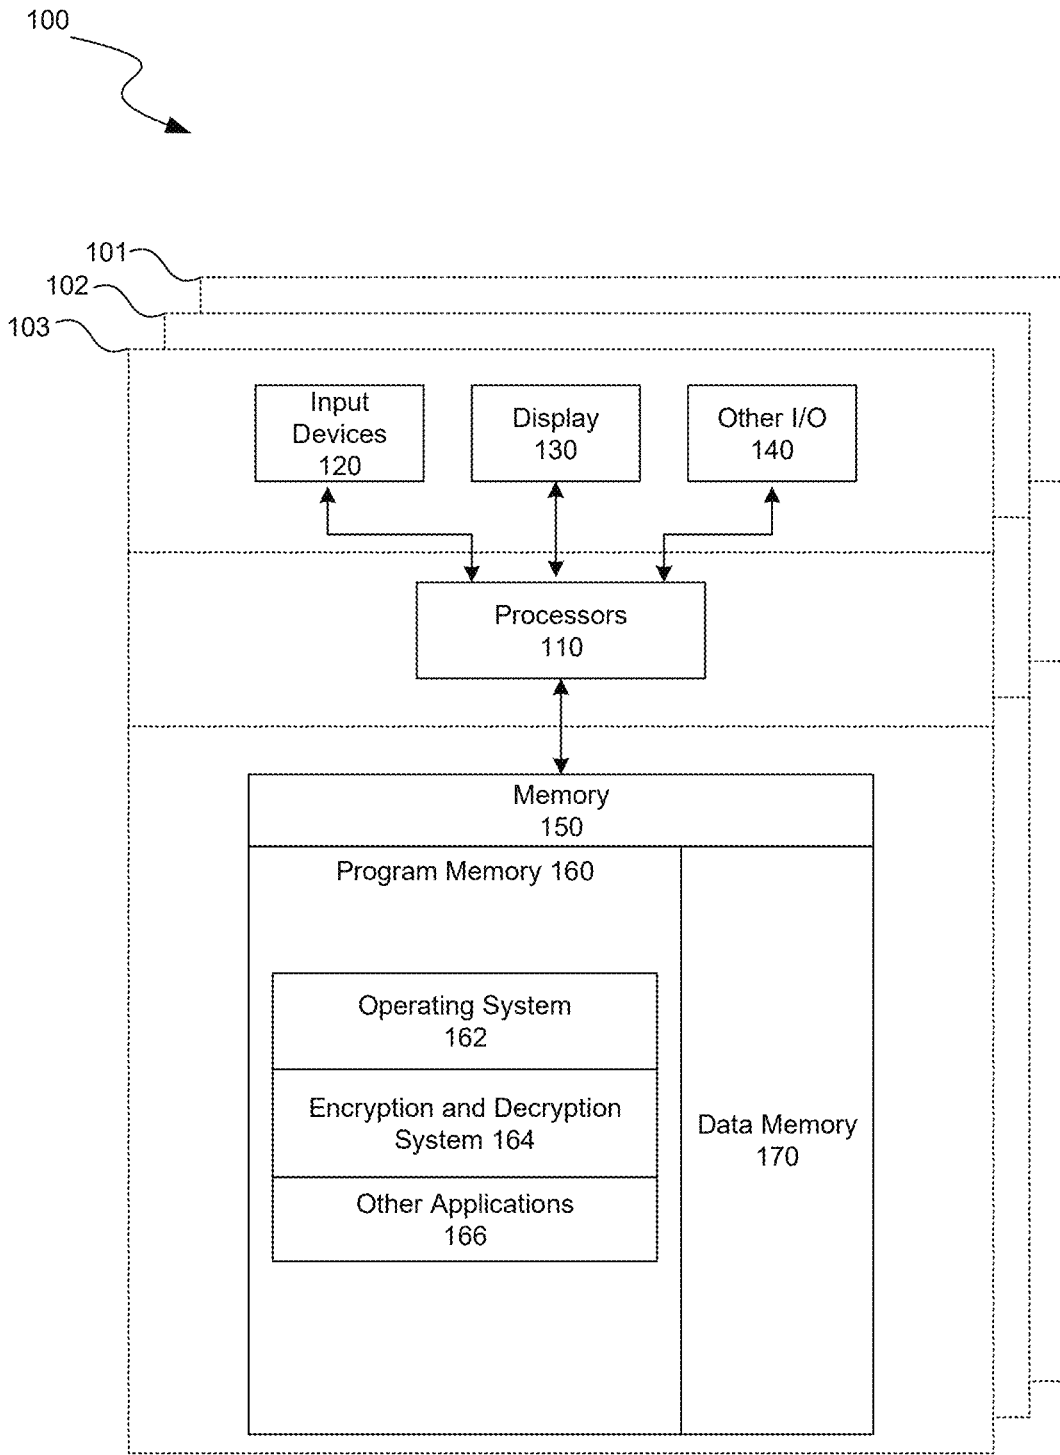 100
101
102
103
Input
Devices
120
Display
130
Other I/O
140
Processors
110
Memory
150
Program Memory 160
Operating System
162
Encryption and Decryption
System 164
Other Applications
166
Data Memory
170